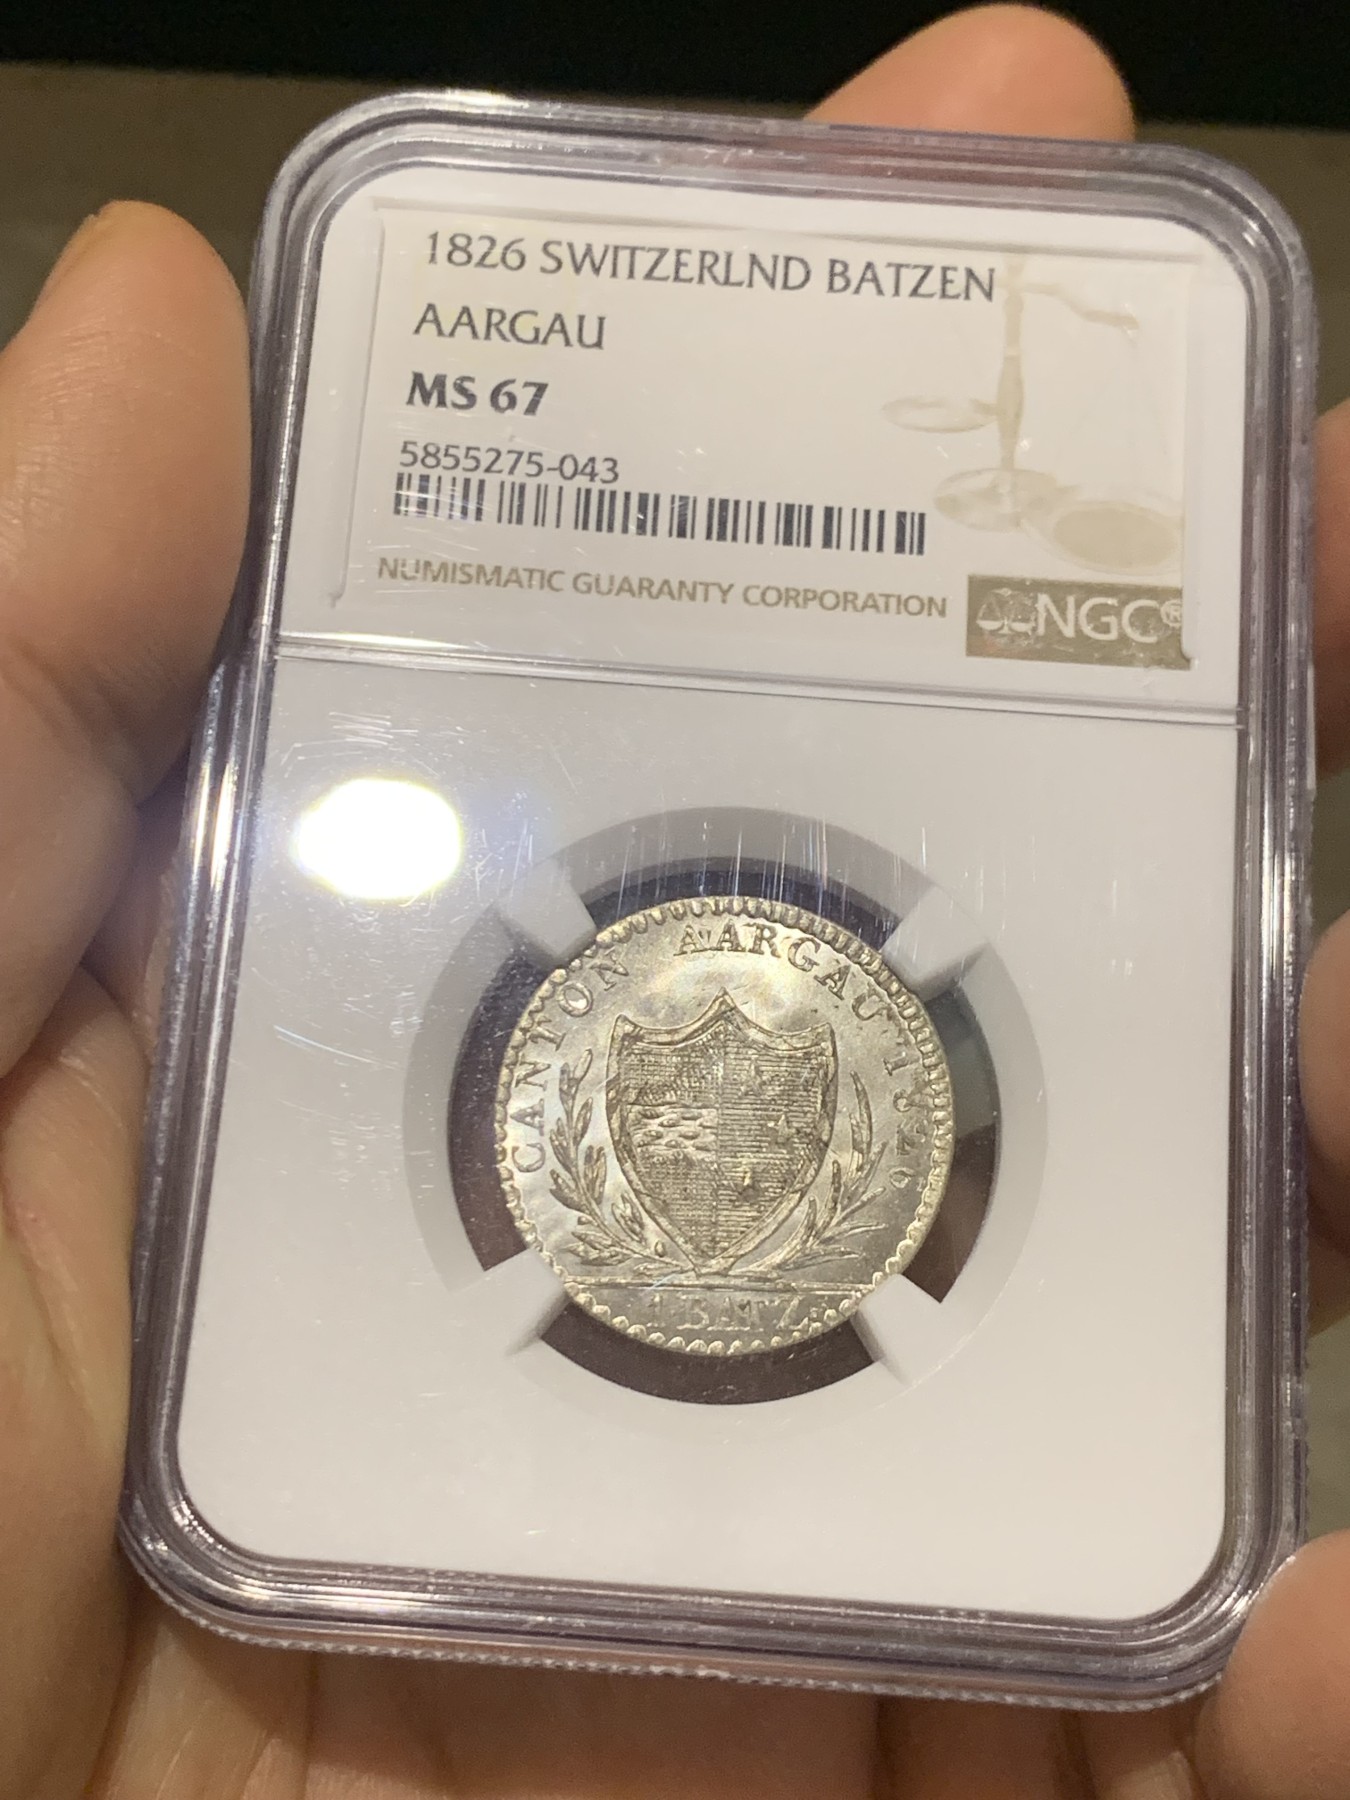 1826 SWITZERLND BATZEN
AARGAU
MS 67
5855275-043
NUMISMATIC GUARANTY CORPORATION
NGC®
CANTON AARGAU 1826
1 BATZ: